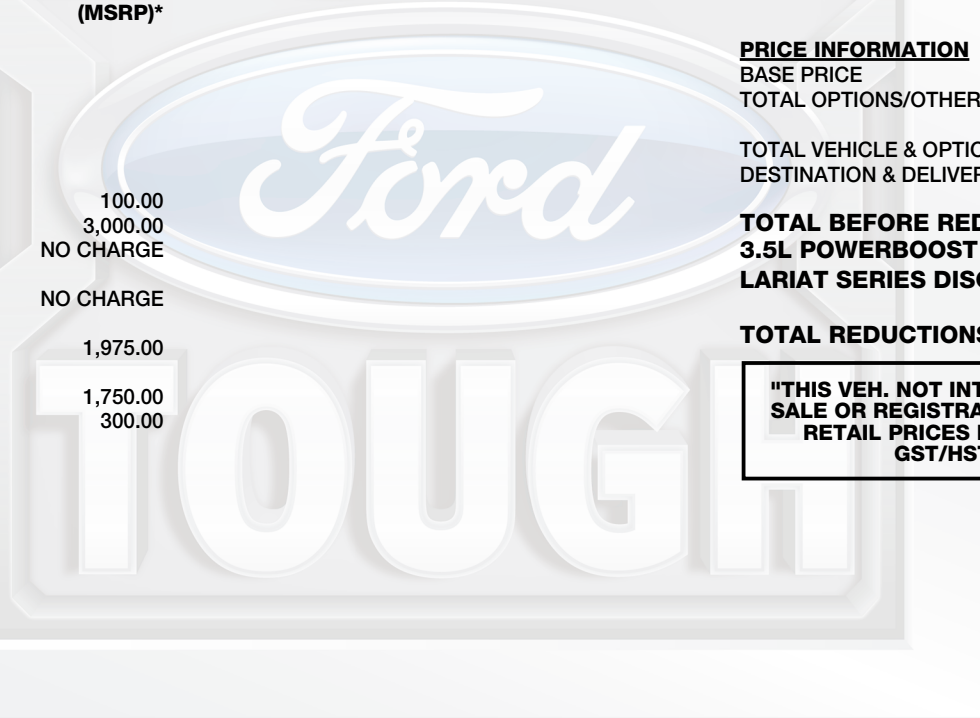 (MSRP)*
100.00
3,000.00
NO CHARGE
NO CHARGE
1,975.00
1,750.00
300.00
Ford
TOUGH
PRICE INFORMATION
BASE PRICE
TOTAL OPTIONS/OTHER
TOTAL VEHICLE & OPTIO
DESTINATION & DELIVER
TOTAL BEFORE RED
3.5L POWERBOOST
LARIAT SERIES DISC
TOTAL REDUCTIONS
"THIS VEH. NOT INT
SALE OR REGISTRA
RETAIL PRICES
GST/HST